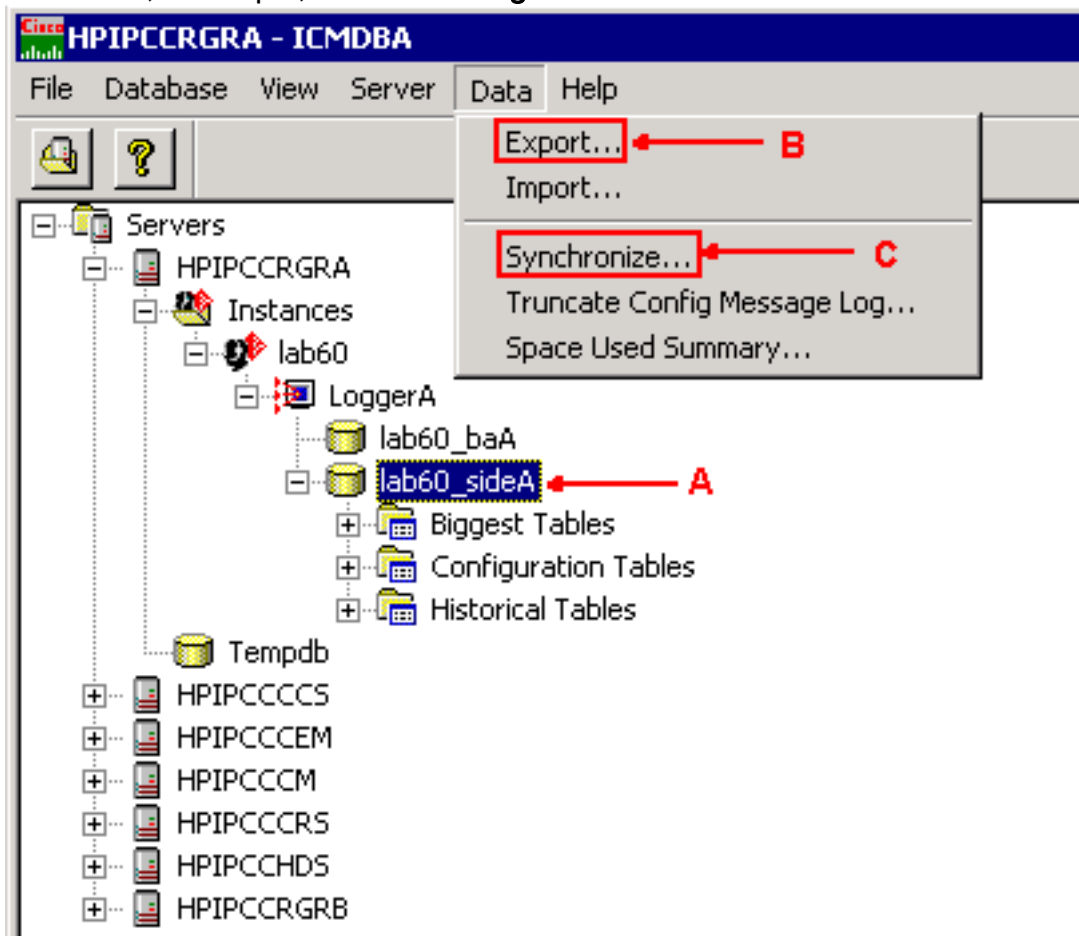 Cisco HPIPCCRGRA - ICMDBA
File Database View Server Data Help
Export... B
Import...
Synchronize... C
Truncate Config Message Log...
Space Used Summary...
Servers
HPIPCCRGRA
Instances
lab60
LoggerA
lab60_baA
lab60_sideA A
Biggest Tables
Configuration Tables
Historical Tables
Tempdb
HPIPCCCCS
HPIPCCCEM
HPIPCCCM
HPIPCCCRS
HPIPCCHDS
HPIPCCRGRB